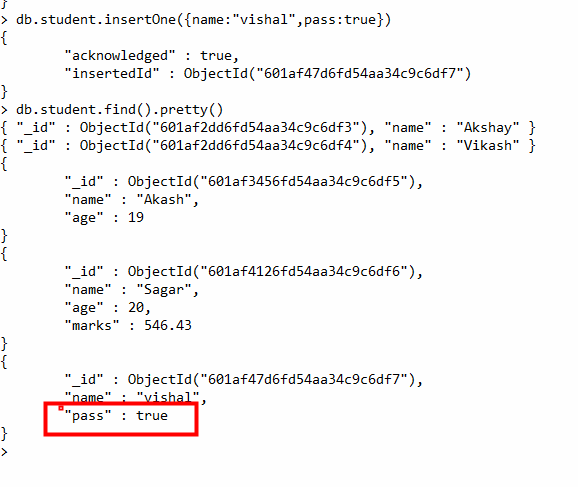 }
> db.student.insertOne({name:"vishal",pass:true})
{
"acknowledged" : true,
"insertedId" : ObjectId("601af47d6fd54aa34c9c6df7")
}
> db.student.find().pretty()
{ "_id" : ObjectId("601af2dd6fd54aa34c9c6df3"), "name" : "Akshay" }
{ "_id" : ObjectId("601af2dd6fd54aa34c9c6df4"), "name" : "Vikash" }
{
"_id" : ObjectId("601af3456fd54aa34c9c6df5"),
"name" : "Akash",
"age" : 19
}
{
"_id" : ObjectId("601af4126fd54aa34c9c6df6"),
"name" : "Sagar",
"age" : 20,
"marks" : 546.43
}
{
"_id" : ObjectId("601af47d6fd54aa34c9c6df7"),
"name" : "vishal",
"pass" : true
}
>